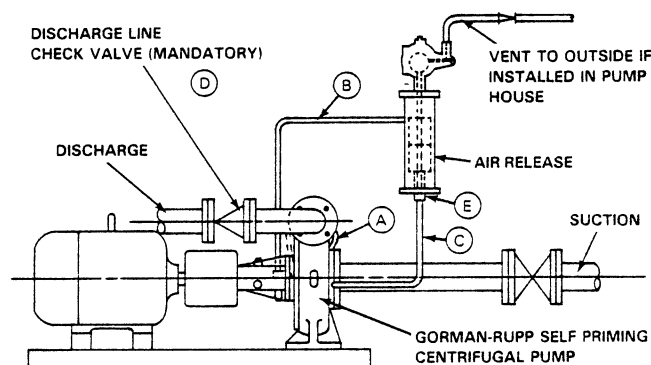 DISCHARGE LINE
CHECK VALVE (MANDATORY)
D
B
VENT TO OUTSIDE IF
INSTALLED IN PUMP
HOUSE
DISCHARGE
AIR RELEASE
E
A
C
SUCTION
GORMAN-RUPP SELF PRIMING
CENTRIFUGAL PUMP